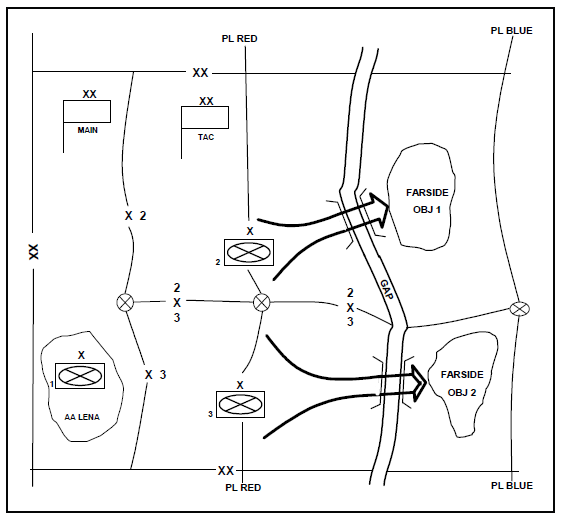 PL BLUE
PL RED
XX
XX
XX
MAIN
TAC
FARSIDE
OBJ 1
X 2
X
2
XX
GAP
2
X
3
2
X
3
X
1
AA LENA
X 3
X
3
FARSIDE
OBJ 2
XX
PL RED
PL BLUE